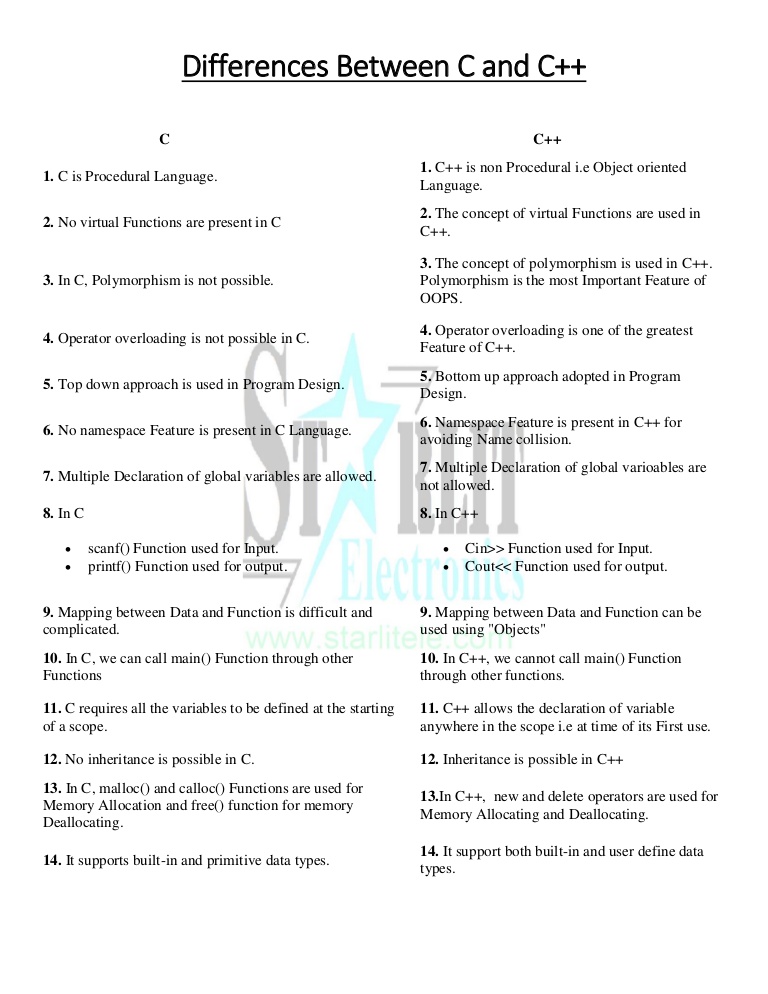 Differences Between C and C++
C
C++
1. C is Procedural Language.
1. C++ is non Procedural i.e Object oriented
Language.
2. No virtual Functions are present in C
2. The concept of virtual Functions are used in
C++.
3. In C, Polymorphism is not possible.
3. The concept of polymorphism is used in C++.
Polymorphism is the most Important Feature of
OOPS.
4. Operator overloading is not possible in C.
4. Operator overloading is one of the greatest
Feature of C++.
5. Top down approach is used in Program Design.
5. Bottom up approach adopted in Program
Design.
6. No namespace Feature is present in C Language.
6. Namespace Feature is present in C++ for
avoiding Name collision.
7. Multiple Declaration of global variables are allowed.
7. Multiple Declaration of global varioables are
not allowed.
8. In C
• scanf() Function used for Input.
• printf() Function used for output.
8. In C++
• Cin>> Function used for Input.
• Cout<< Function used for output.
9. Mapping between Data and Function is difficult and
complicated.
9. Mapping between Data and Function can be
used using "Objects"
10. In C, we can call main() Function through other
Functions
10. In C++, we cannot call main() Function
through other functions.
11. C requires all the variables to be defined at the starting
of a scope.
11. C++ allows the declaration of variable
anywhere in the scope i.e at time of its First use.
12. No inheritance is possible in C.
12. Inheritance is possible in C++
13. In C, malloc() and calloc() Functions are used for
Memory Allocation and free() function for memory
Deallocating.
13.In C++, new and delete operators are used for
Memory Allocating and Deallocating.
14. It supports built-in and primitive data types.
14. It support both built-in and user define data
types.
STARLIT
Electronics
www.starlitele.com